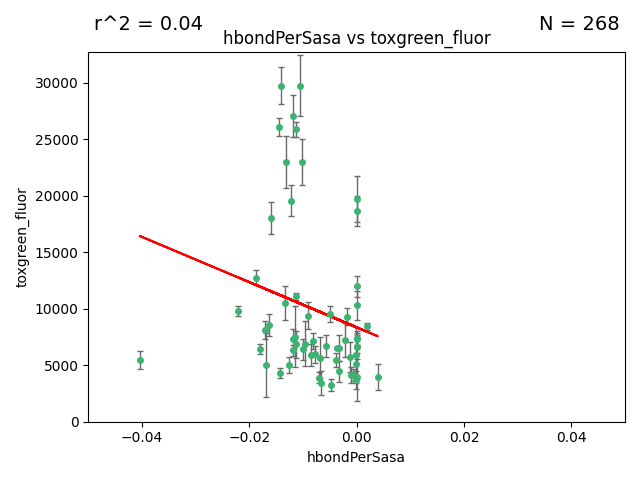 r^2 = 0.04
N = 268
hbondPerSasa vs toxgreen_fluor
30000
25000
20000
15000
10000
5000
0
toxgreen_fluor
−0.04
−0.02
0.00
0.02
0.04
hbondPerSasa